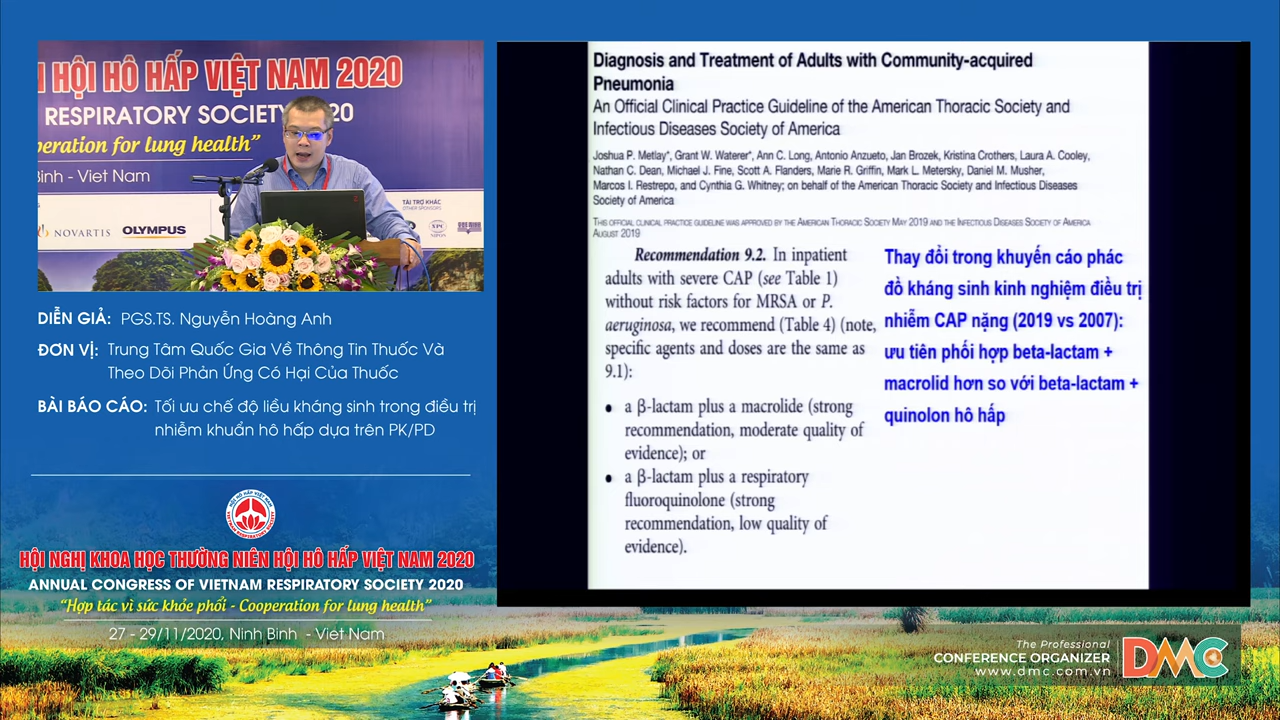 N HỘI HÔ HẤP VIỆT NAM 2020
RESPIRATORY SOCIETY 2020
eration for lung health"
Binh - Viet Nam
TÀI TRỢ KHÁC
OTHER SPONSORS
NOVARTIS
OLYMPUS
DIỄN GIẢ: PGS.TS. Nguyễn Hoàng Anh
ĐƠN VỊ: Trung Tâm Quốc Gia Về Thông Tin Thuốc Và
Theo Dõi Phản Ứng Có Hại Của Thuốc
BÀI BÁO CÁO: Tối ưu chế độ liều kháng sinh trong điều trị
nhiễm khuẩn hô hấp dựa trên PK/PD
HỘI HÔ HẤP VIỆT NAM
VIETNAM RESPIRATORY SOCIETY
HỘI NGHỊ KHOA HỌC THƯỜNG NIÊN HỘI HÔ HẤP VIỆT NAM 2020
ANNUAL CONGRESS OF VIETNAM RESPIRATORY SOCIETY 2020
"Hợp tác vì sức khỏe phổi - Cooperation for lung health"
27 - 29/11/2020, Ninh Binh - Viet Nam
Diagnosis and Treatment of Adults with Community-acquired
Pneumonia
An Official Clinical Practice Guideline of the American Thoracic Society and
Infectious Diseases Society of America
Joshua P. Metlay*, Grant W. Waterer*, Ann C. Long, Antonio Anzueto, Jan Brozek, Kristina Crothers, Laura A. Cooley,
Nathan C. Dean, Michael J. Fine, Scott A. Flanders, Marie R. Griffin, Mark L. Metersky, Daniel M. Musher,
Marcos I. Restrepo, and Cynthia G. Whitney; on behalf of the American Thoracic Society and Infectious Diseases
Society of America
THIS OFFICIAL CLINICAL PRACTICE GUIDELINE WAS APPROVED BY THE AMERICAN THORACIC SOCIETY MAY 2019 AND THE INFECTIOUS DISEASES SOCIETY OF AMERICA
AUGUST 2019
Recommendation 9.2. In inpatient
adults with severe CAP (see Table 1)
without risk factors for MRSA or P.
aeruginosa, we recommend (Table 4) (note,
specific agents and doses are the same as
9.1):
• a β-lactam plus a macrolide (strong
recommendation, moderate quality of
evidence); or
• a β-lactam plus a respiratory
fluoroquinolone (strong
recommendation, low quality of
evidence).
Thay đổi trong khuyến cáo phác
đồ kháng sinh kinh nghiệm điều trị
nhiễm CAP nặng (2019 vs 2007):
ưu tiên phối hợp beta-lactam +
macrolid hơn so với beta-lactam +
quinolon hô hấp
The Professional
CONFERENCE ORGANIZER
www.dmc.com.vn
DMC